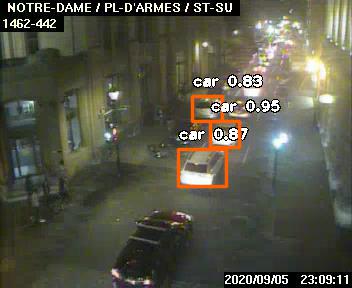 NOTRE-DAME / PL-D'ARMES / ST-SU
1462-442
car 0.83
car 0.95
car 0.87
2020/09/05 23:09:11